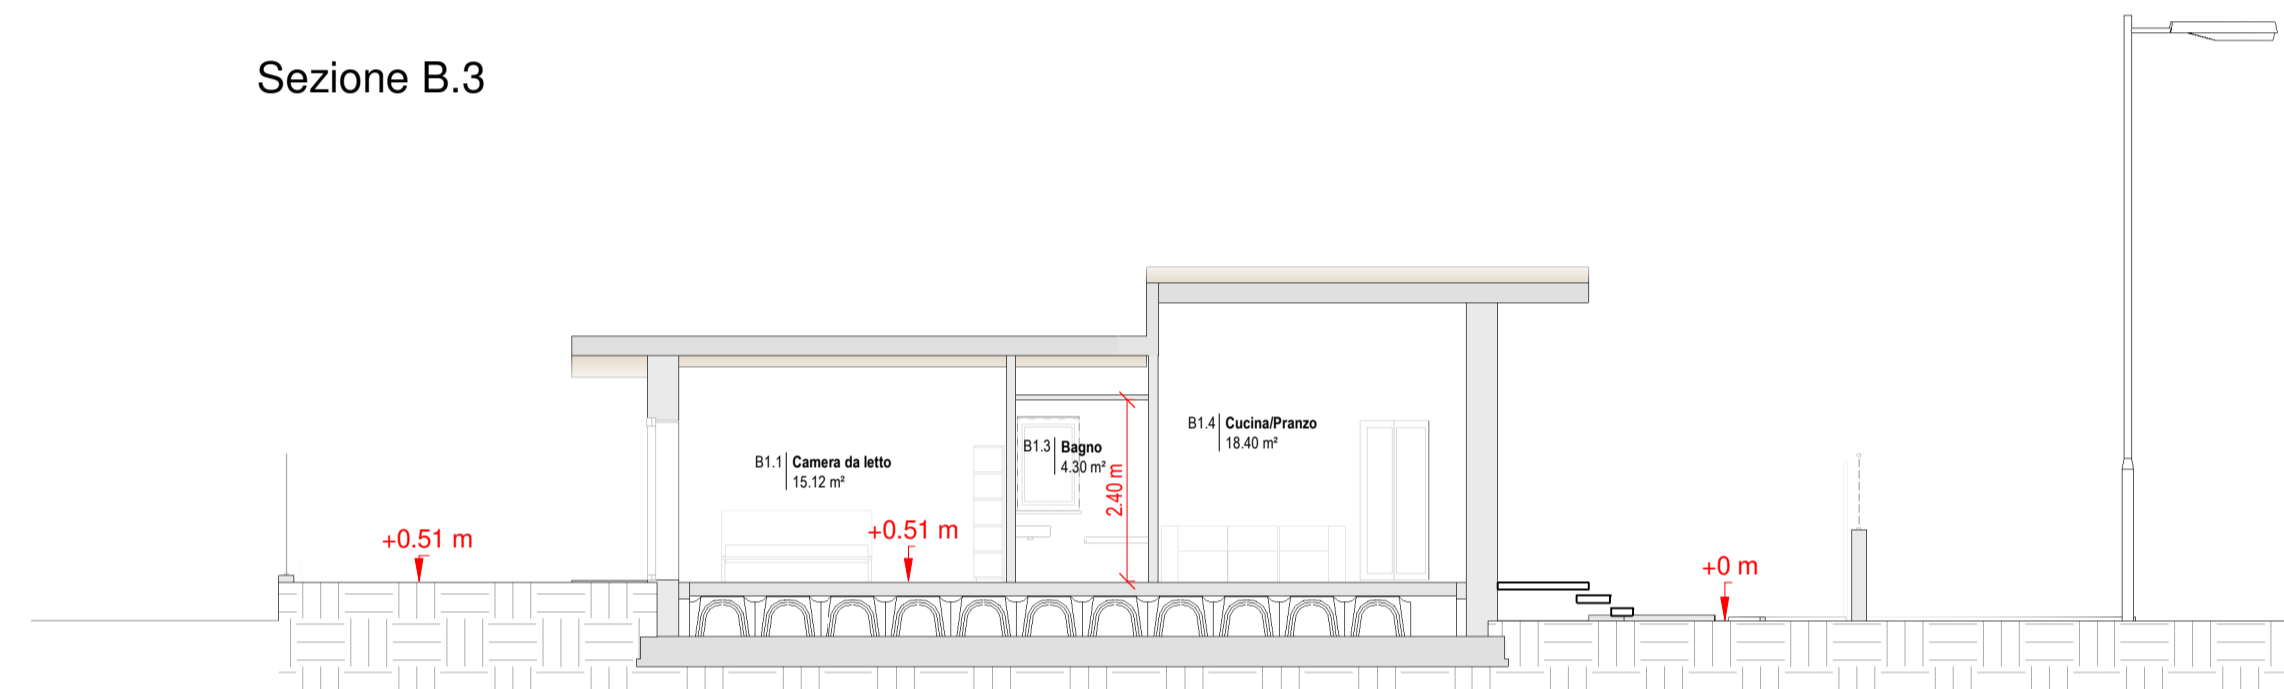 Sezione B.3
B1.4 Cucina/Pranzo
18.40 m²
B1.3 Bagno
4.30 m²
B1.1 Camera da letto
15.12 m²
2.40 m
+0.51 m
+0.51 m
+0 m